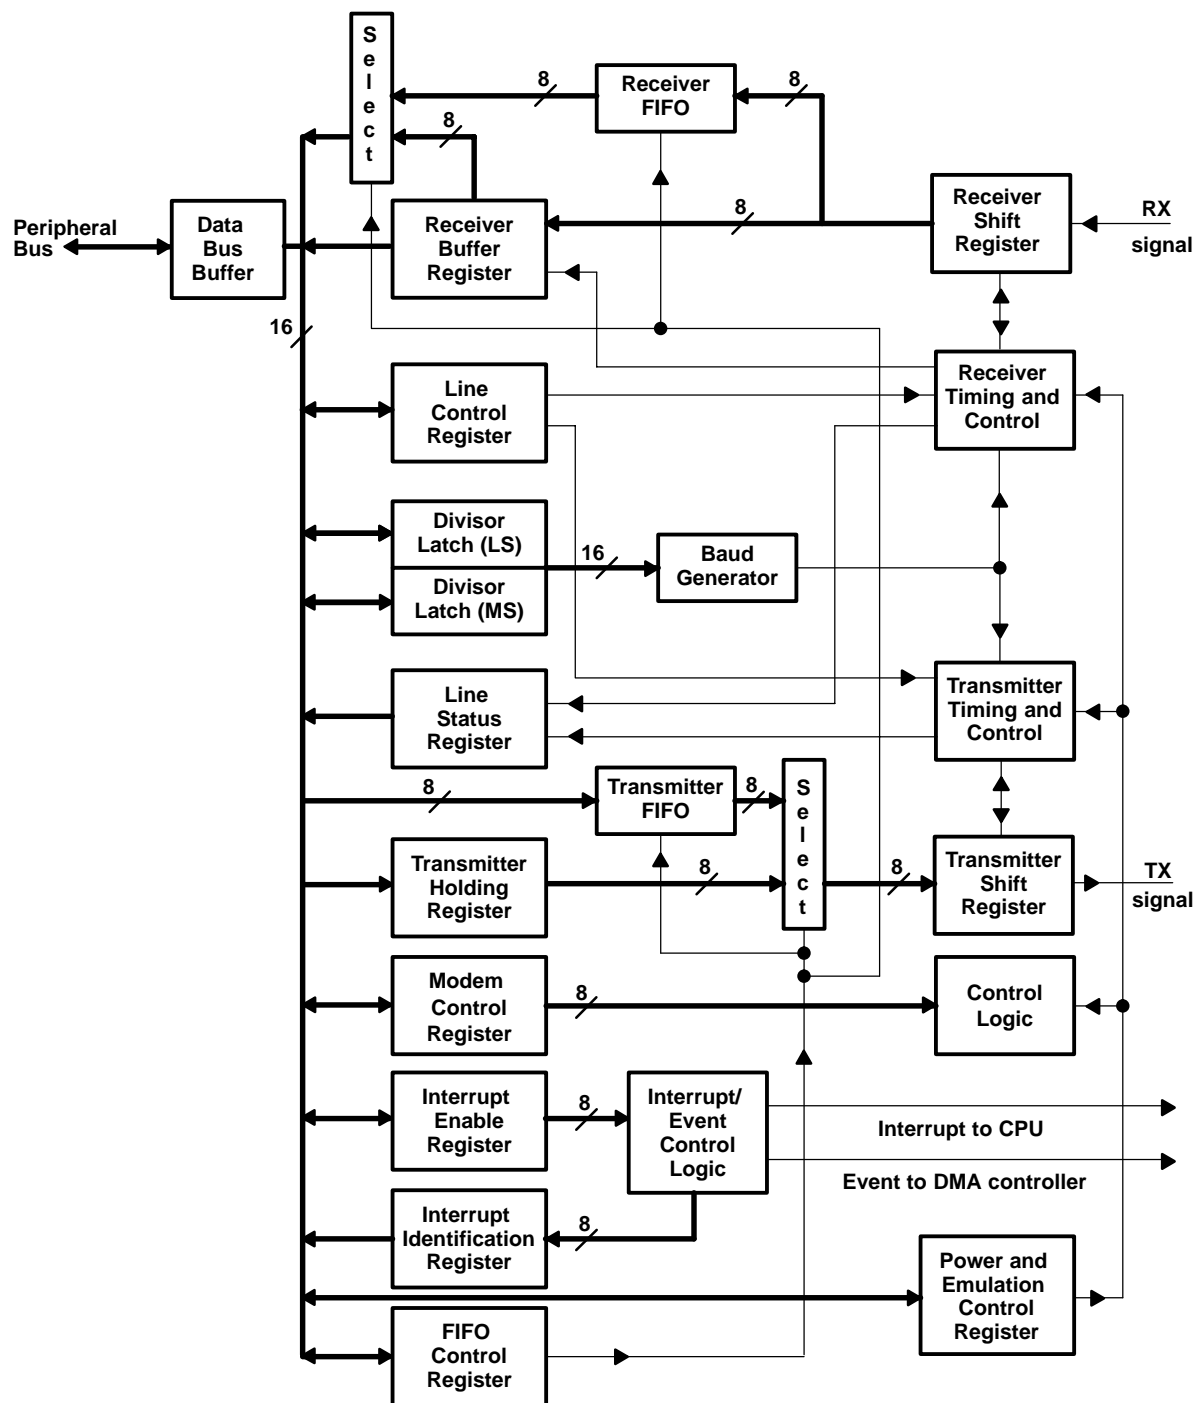 S
e
l
e
c
t
8
Receiver
FIFO
8
8
Peripheral
Bus
Data
Bus
Buffer
Receiver
Buffer
Register
8
Receiver
Shift
Register
RX
signal
16
Line
Control
Register
Receiver
Timing and
Control
Divisor
Latch (LS)
Divisor
Latch (MS)
16
Baud
Generator
Line
Status
Register
Transmitter
Timing and
Control
8
Transmitter
FIFO
8
S
e
l
e
c
t
Transmitter
Holding
Register
8
8
Transmitter
Shift
Register
TX
signal
Modem
Control
Register
8
Control
Logic
Interrupt
Enable
Register
8
Interrupt/
Event
Control
Logic
Interrupt to CPU
Event to DMA controller
Interrupt
Identification
Register
8
Power and
Emulation
Control
Register
FIFO
Control
Register